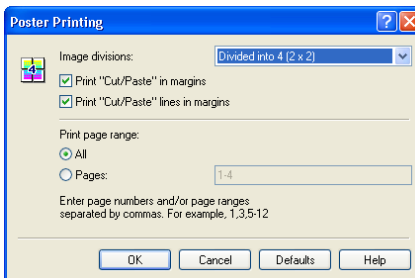 Poster Printing
4
Image divisions: Divided into 4 (2 x 2)
Print "Cut/Paste" in margins
Print "Cut/Paste" lines in margins
Print page range:
All
Pages: 1-4
Enter page numbers and/or page ranges
separated by commas. For example, 1,3,5-12
OK Cancel Defaults Help